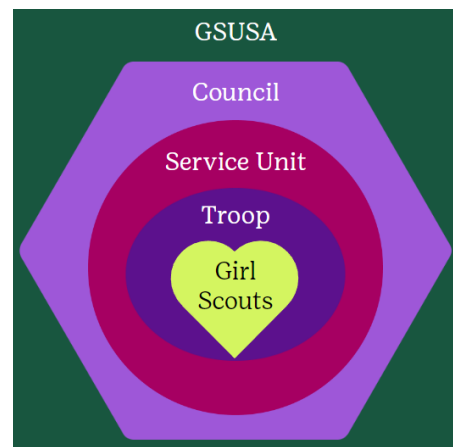 GSUSA
Council
Service Unit
Troop
Girl
Scouts